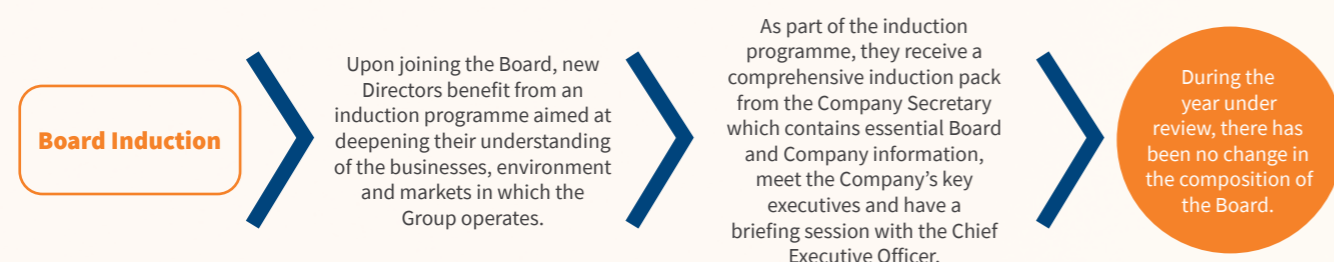 Board Induction
Upon joining the Board, new
Directors benefit from an
induction programme aimed at
deepening their understanding
of the businesses, environment
and markets in which the
Group operates.
As part of the induction
programme, they receive a
comprehensive induction pack
from the Company Secretary
which contains essential Board
and Company information,
meet the Company’s key
executives and have a
briefing session with the Chief
Executive Officer.
During the
year under
review, there has
been no change in
the composition of
the Board.